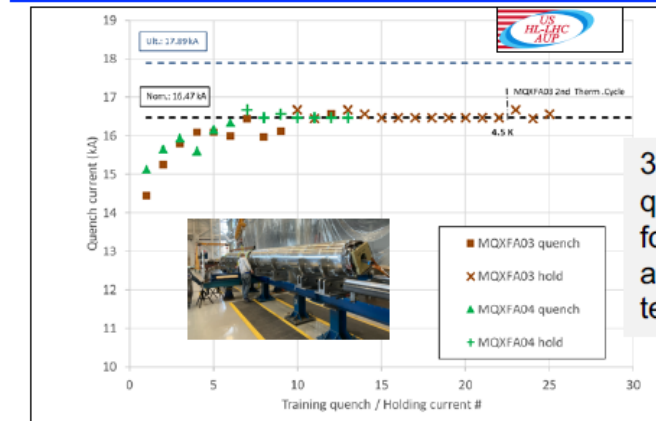 US
HL-LHC
AUP
19
18
17
16
15
14
13
12
11
10
Quench current (kA)
Ult.: 17.89 kA
Nom.: 16.47 kA
MQXFA03 2nd Therm. Cycle
4.5 K
MQXFA03 quench
MQXFA03 hold
MQXFA04 quench
MQXFA04 hold
0 5 10 15 20 25 30
Training quench / Holding current #
3
q
fo
a
te